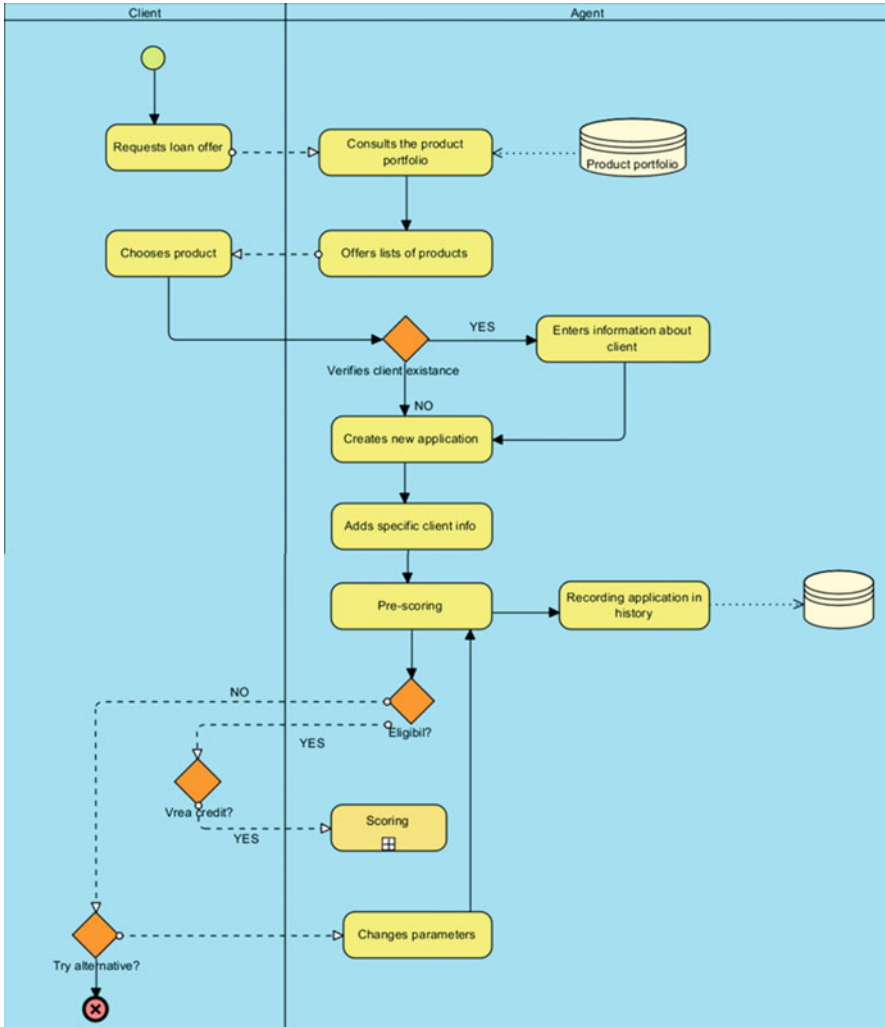 Client
Agent
Requests loan offer
Consults the product
portfolio
Product portfolio
Chooses product
Offers lists of products
YES
Enters information about
client
Verifies client existance
NO
Creates new application
Adds specific client info
Pre-scoring
Recording application in
history
NO
Eligibil?
YES
Vrea credit?
YES
Scoring
Try alternative?
Changes parameters